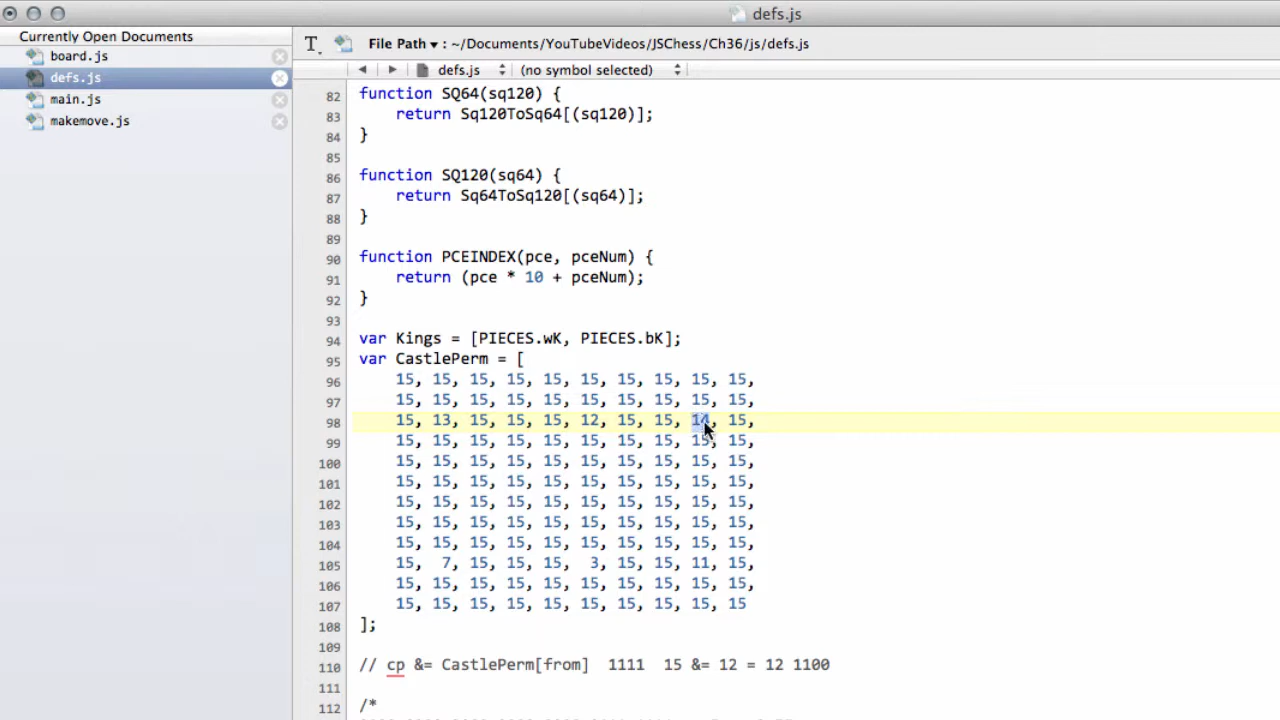 defs.js
Currently Open Documents
board.js
defs.js
main.js
makemove.js
T. File Path ▾ : ~/Documents/YouTubeVideos/JSChess/Ch36/js/defs.js
defs.js (no symbol selected)
82 function SQ64(sq120) {
83 return Sq120ToSq64[(sq120)];
84 }
85
86 function SQ120(sq64) {
87 return Sq64ToSq120[(sq64)];
88 }
89
90 function PCEINDEX(pce, pceNum) {
91 return (pce * 10 + pceNum);
92 }
93
94 var Kings = [PIECES.wK, PIECES.bK];
95 var CastlePerm = [
96 15, 15, 15, 15, 15, 15, 15, 15, 15, 15,
97 15, 15, 15, 15, 15, 15, 15, 15, 15, 15,
98 15, 13, 15, 15, 15, 12, 15, 15, 14, 15,
99 15, 15, 15, 15, 15, 15, 15, 15, 15, 15,
100 15, 15, 15, 15, 15, 15, 15, 15, 15, 15,
101 15, 15, 15, 15, 15, 15, 15, 15, 15, 15,
102 15, 15, 15, 15, 15, 15, 15, 15, 15, 15,
103 15, 15, 15, 15, 15, 15, 15, 15, 15, 15,
104 15, 15, 15, 15, 15, 15, 15, 15, 15, 15,
105 15, 7, 15, 15, 15, 3, 15, 15, 11, 15,
106 15, 15, 15, 15, 15, 15, 15, 15, 15, 15,
107 15, 15, 15, 15, 15, 15, 15, 15, 15, 15
108 ];
109
110 // cp &= CastlePerm[from] 1111 15 &= 12 = 12 1100
111
112 /*